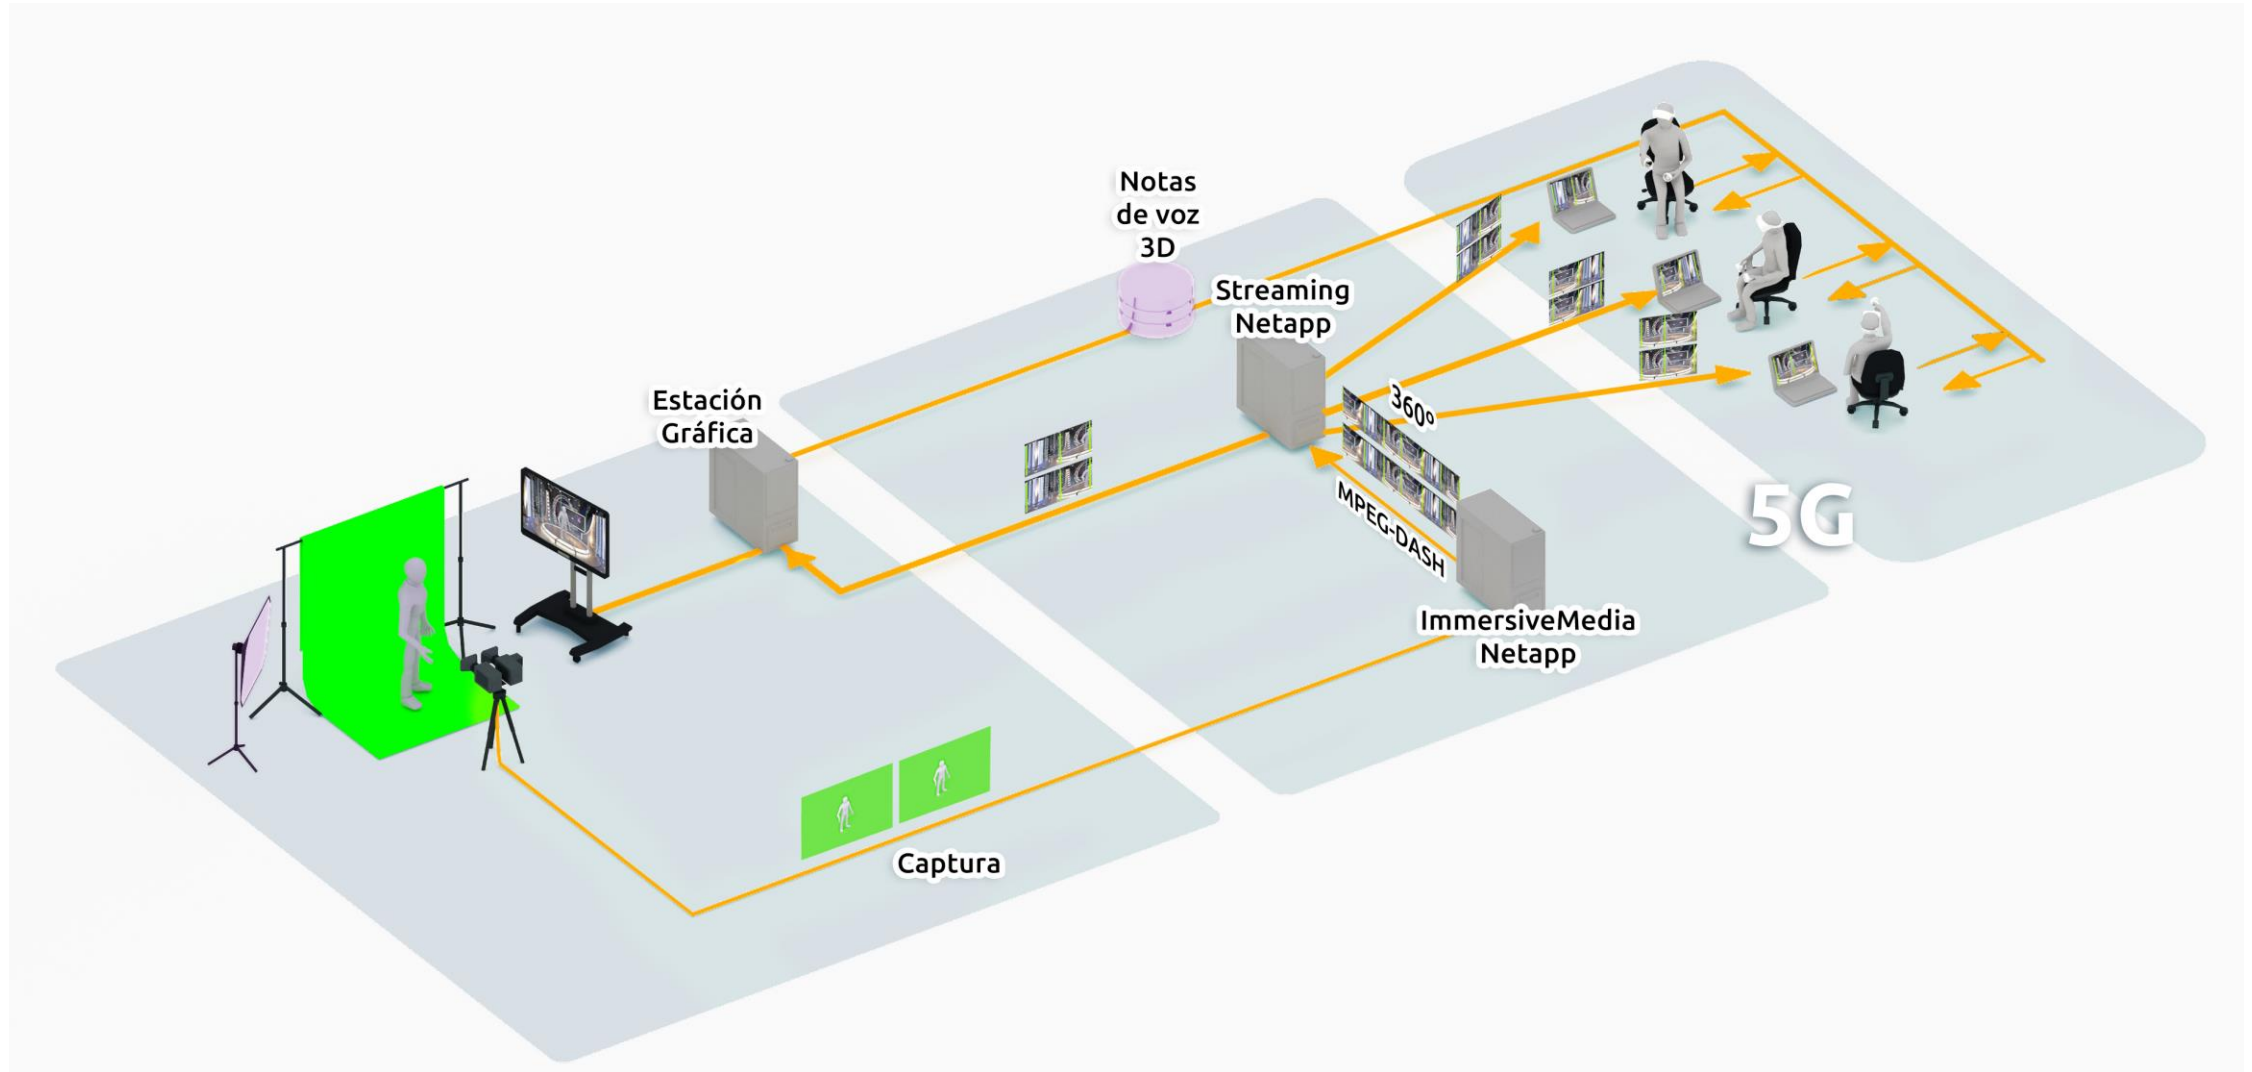 Notas
de voz
3D
Streaming
Netapp
Estación
Gráfica
360º
MPEG-DASH
5G
ImmersiveMedia
Netapp
Captura